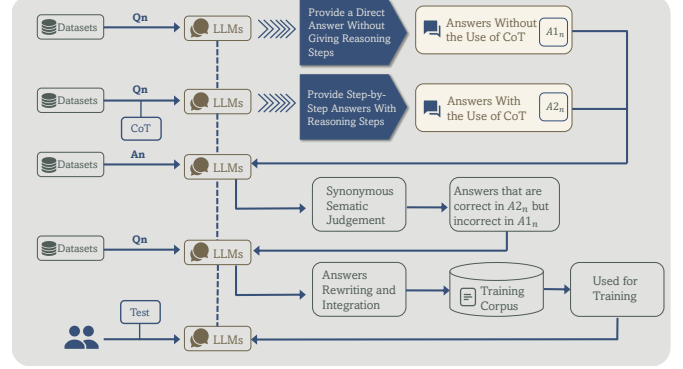 Datasets
Qn
LLMs
Provide a Direct
Answer Without
Giving Reasoning
Steps
Answers Without
the Use of CoT
A1n
Datasets
Qn
CoT
LLMs
Provide Step-by-
Step Answers With
Reasoning Steps
Answers With
the Use of CoT
A2n
Datasets
An
LLMs
Synonymous
Sematic
Judgement
Answers that are
correct in A2n but
incorrect in A1n
Datasets
Qn
LLMs
Answers
Rewriting and
Integration
Training
Corpus
Used for
Training
Test
LLMs